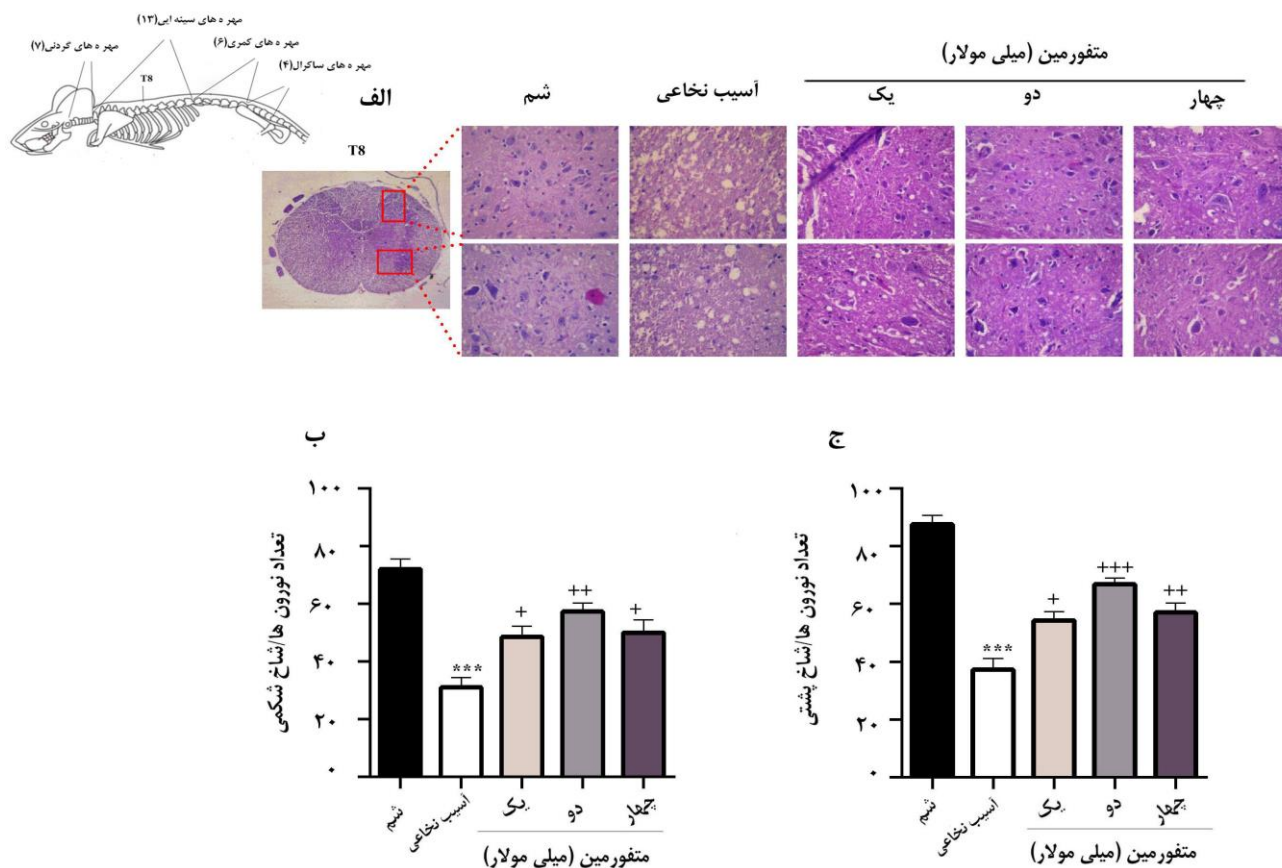 مهر ه های سینه ایی(۱۳)
مهر ه های کمری(۶)
مهر ه های گردنی(۷)
مهر ه های ساکرال(۴)
T8
متفورمین (میلی مولار)
الف
شم
آسیب نخاعی
یک
دو
چهار
T8
ب
تعداد نورون ها/شاخ شکمی
۱۰۰
۸۰
۶۰
۴۰
۲۰
۰
***
+
++
+
شم
آسیب نخاعی
یک
دو
چهار
متفورمین (میلی مولار)
ج
تعداد نورون ها/شاخ پشتی
۱۰۰
۸۰
۶۰
۴۰
۲۰
۰
***
+
+++
++
شم
آسیب نخاعی
یک
دو
چهار
متفورمین (میلی مولار)